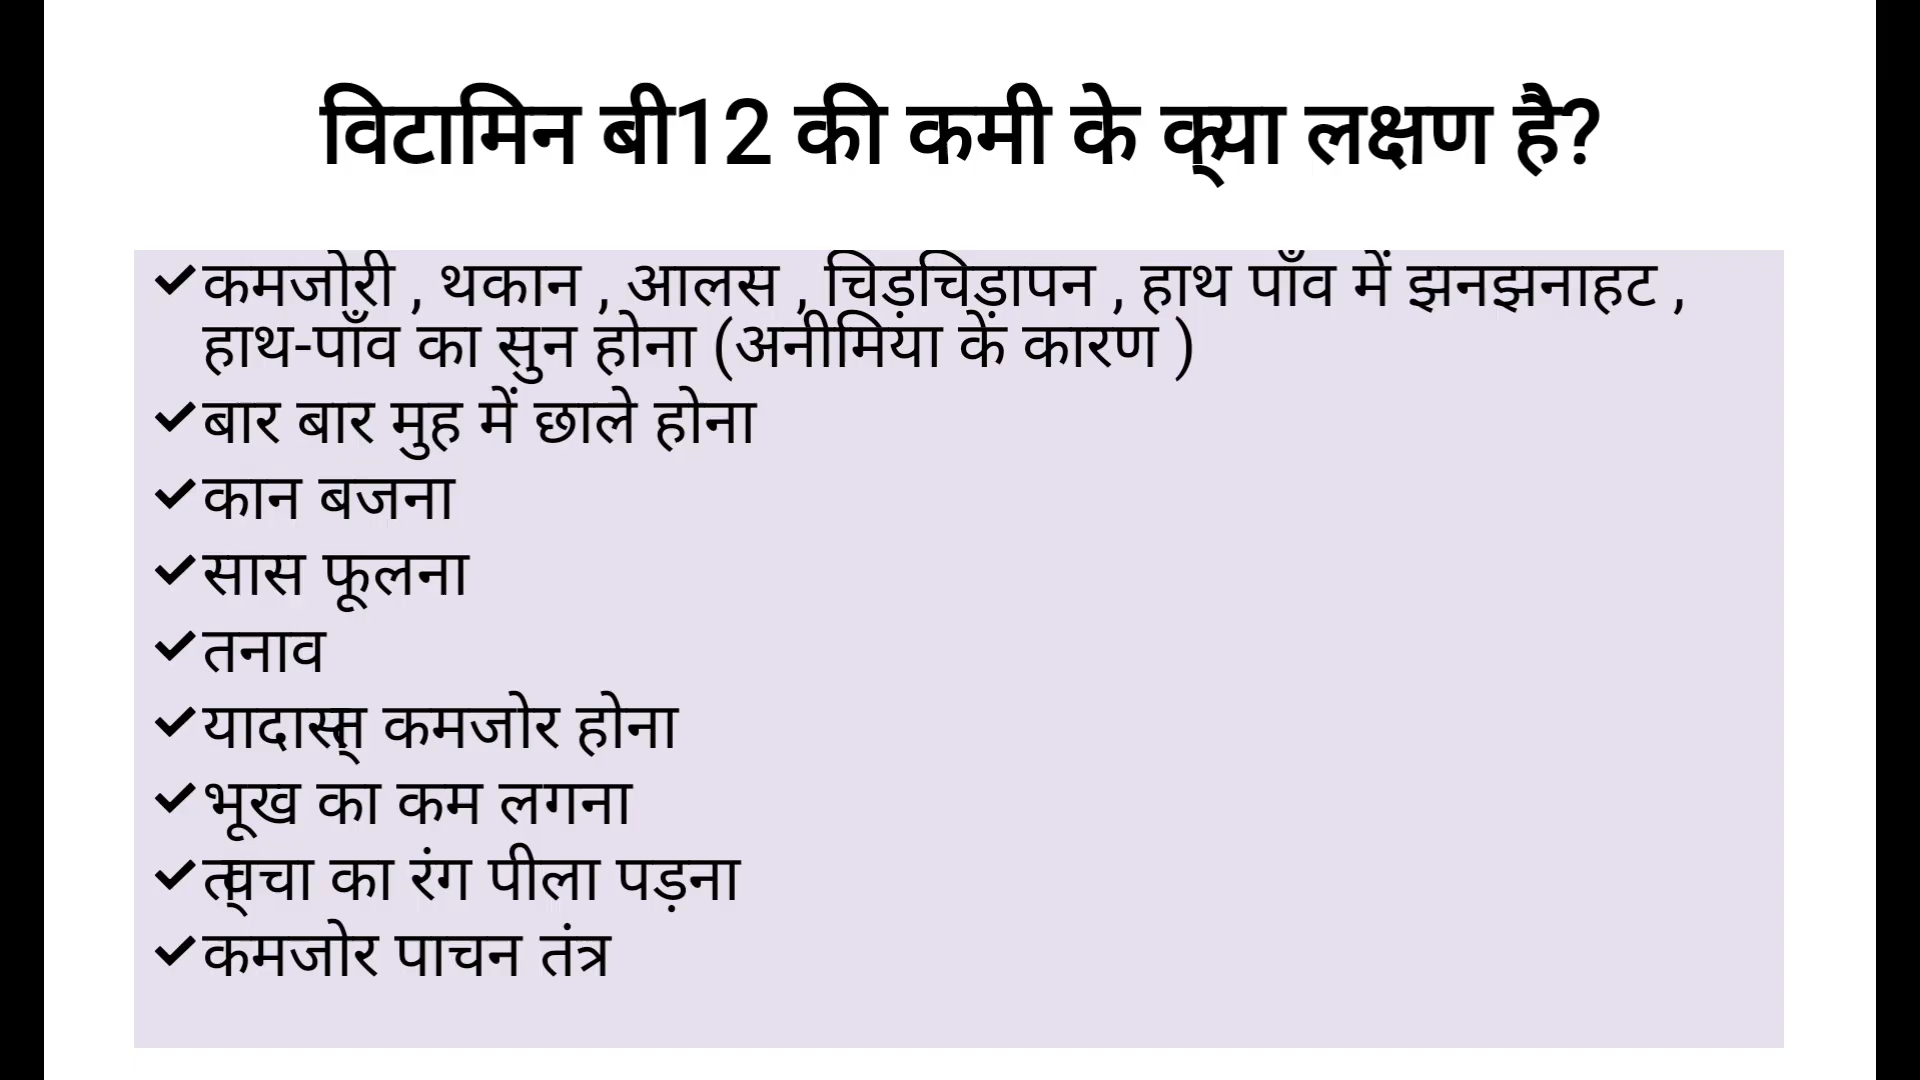 विटामिन बी12 की कमी के क्या लक्षण है?
✓कमजोरी , थकान , आलस , चिड़चिड़ापन , हाथ पाँव में झनझनाहट ,
हाथ-पाँव का सुन होना (अनीमिया के कारण )
✓बार बार मुह में छाले होना
✓कान बजना
✓सास फूलना
✓तनाव
✓यादास्त कमजोर होना
✓भूख का कम लगना
✓त्वचा का रंग पीला पड़ना
✓कमजोर पाचन तंत्र